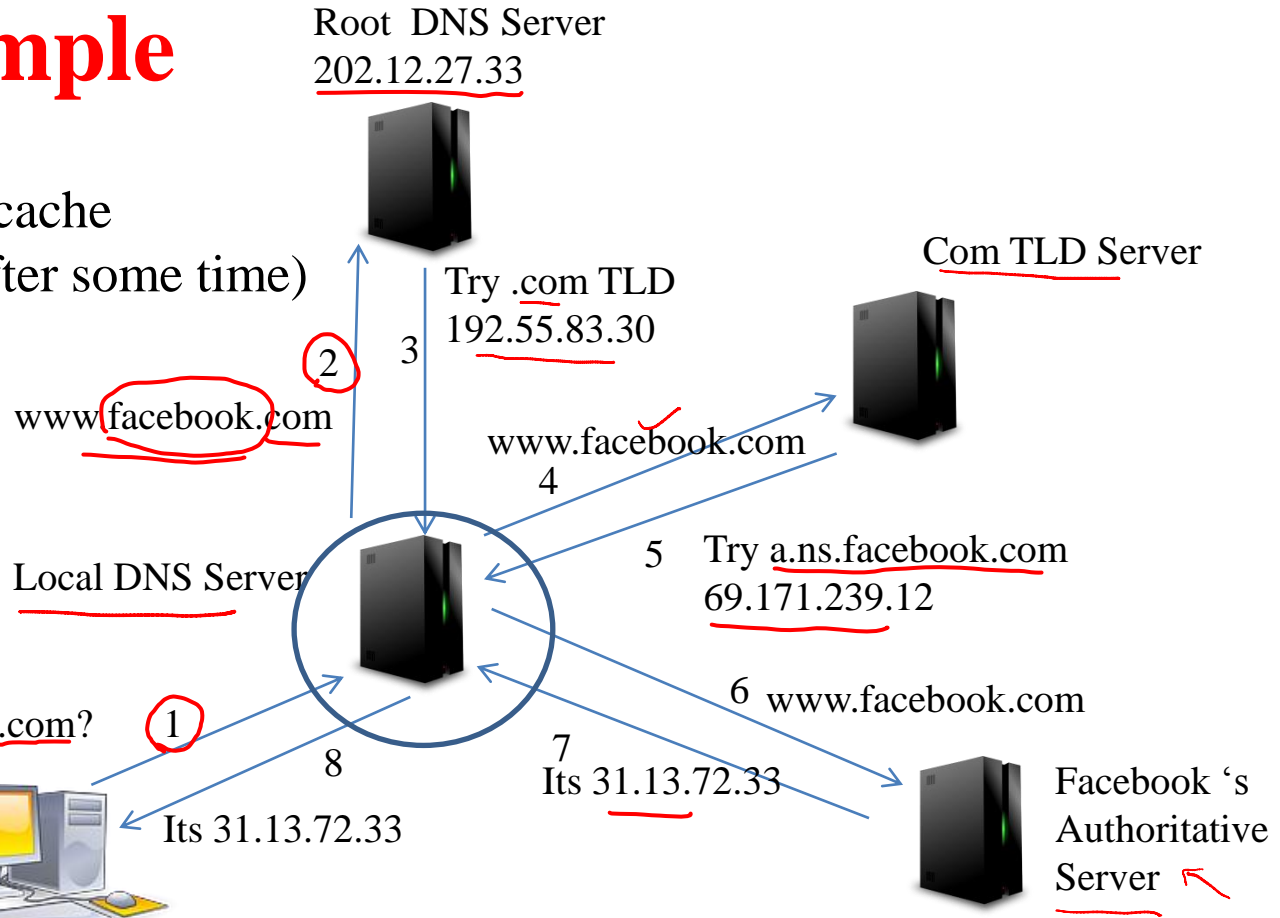 mple
Root DNS Server
202.12.27.33
cache
fter some time)
Com TLD Server
Try .com TLD
192.55.83.30
2
3
www.facebook.com
www.facebook.com
4
5
Try a.ns.facebook.com
69.171.239.12
Local DNS Server
6
www.facebook.com
.com?
1
8
7
Its 31.13.72.33
Its 31.13.72.33
Facebook ‘s
Authoritative
Server